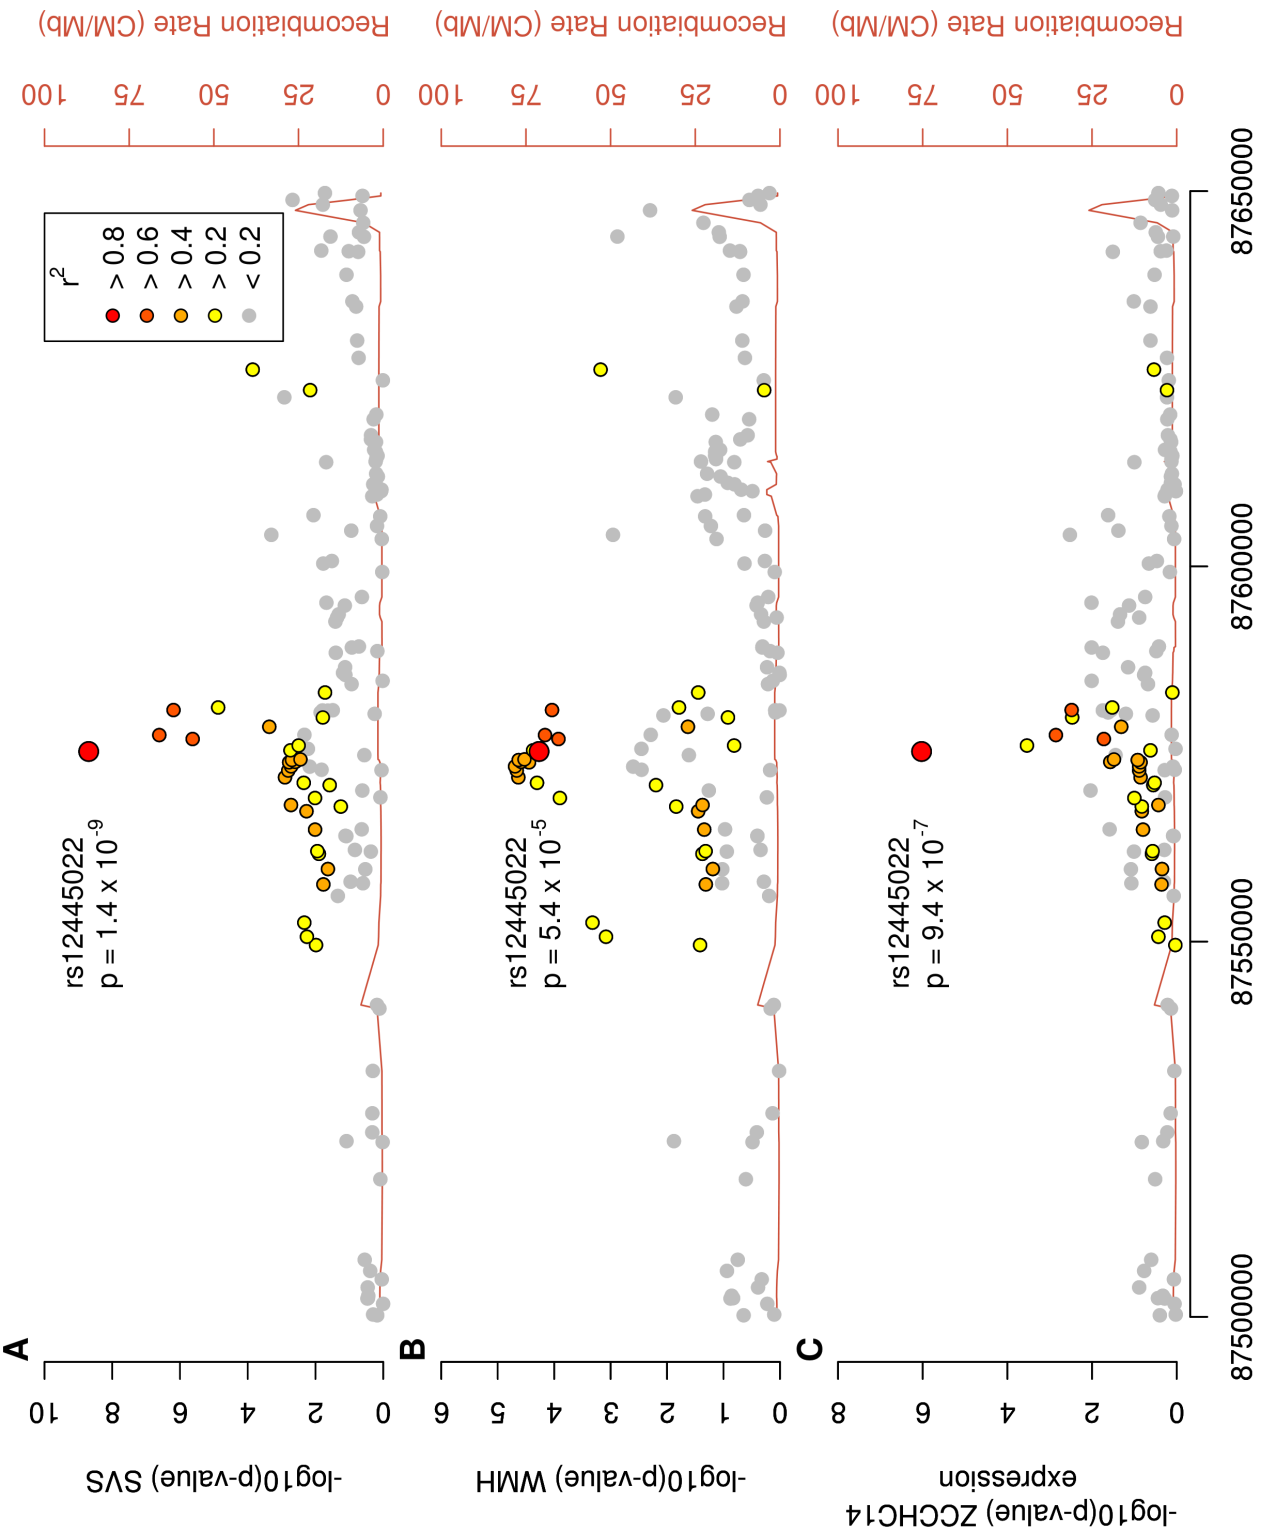 A
-log10(p-value) SVS
0
2
4
6
8
10
rs12445022
p = 1.4 x 10-9
r2
> 0.8
> 0.6
> 0.4
> 0.2
< 0.2
0
25
50
75
100
Recombiation Rate (CM/Mb)
B
-log10(p-value) WMH
0
1
2
3
4
5
6
rs12445022
p = 5.4 x 10-5
0
25
50
75
100
Recombiation Rate (CM/Mb)
C
-log10(p-value) ZCCHC14
expression
0
2
4
6
8
rs12445022
p = 9.4 x 10-7
0
25
50
75
100
Recombiation Rate (CM/Mb)
87500000
87550000
87600000
87650000